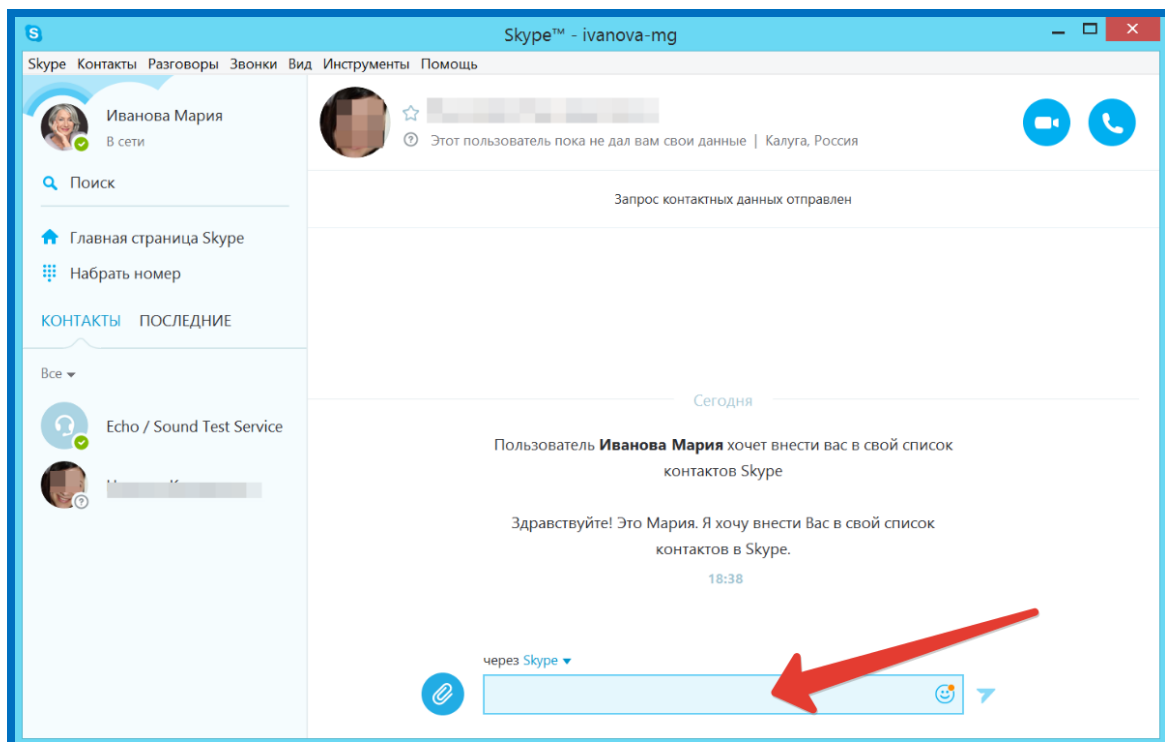 Skype™ - ivanova-mg
Skype Контакты Разговоры Звонки Вид Инструменты Помощь
Иванова Мария
В сети
Поиск
Главная страница Skype
Набрать номер
КОНТАКТЫ ПОСЛЕДНИЕ
Все
Echo / Sound Test Service
Этот пользователь пока не дал вам свои данные | Калуга, Россия
Запрос контактных данных отправлен
Сегодня
Пользователь Иванова Мария хочет внести вас в свой список
контактов Skype
Здравствуйте! Это Мария. Я хочу внести Вас в свой список
контактов в Skype.
18:38
через Skype